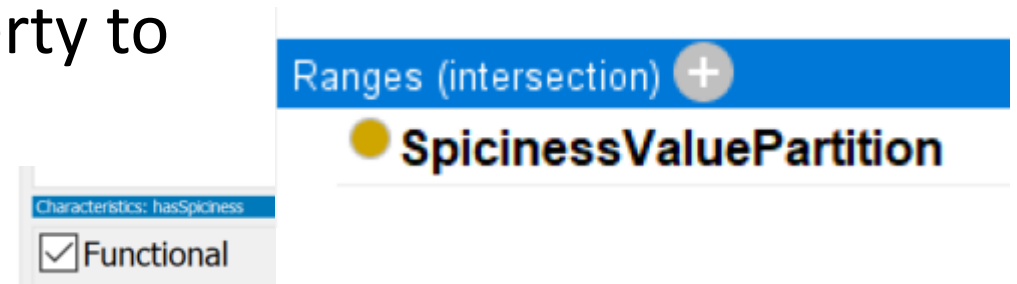 rty to
Ranges (intersection)
SpicinessValuePartition
Characteristics: hasSpiciness
Functional